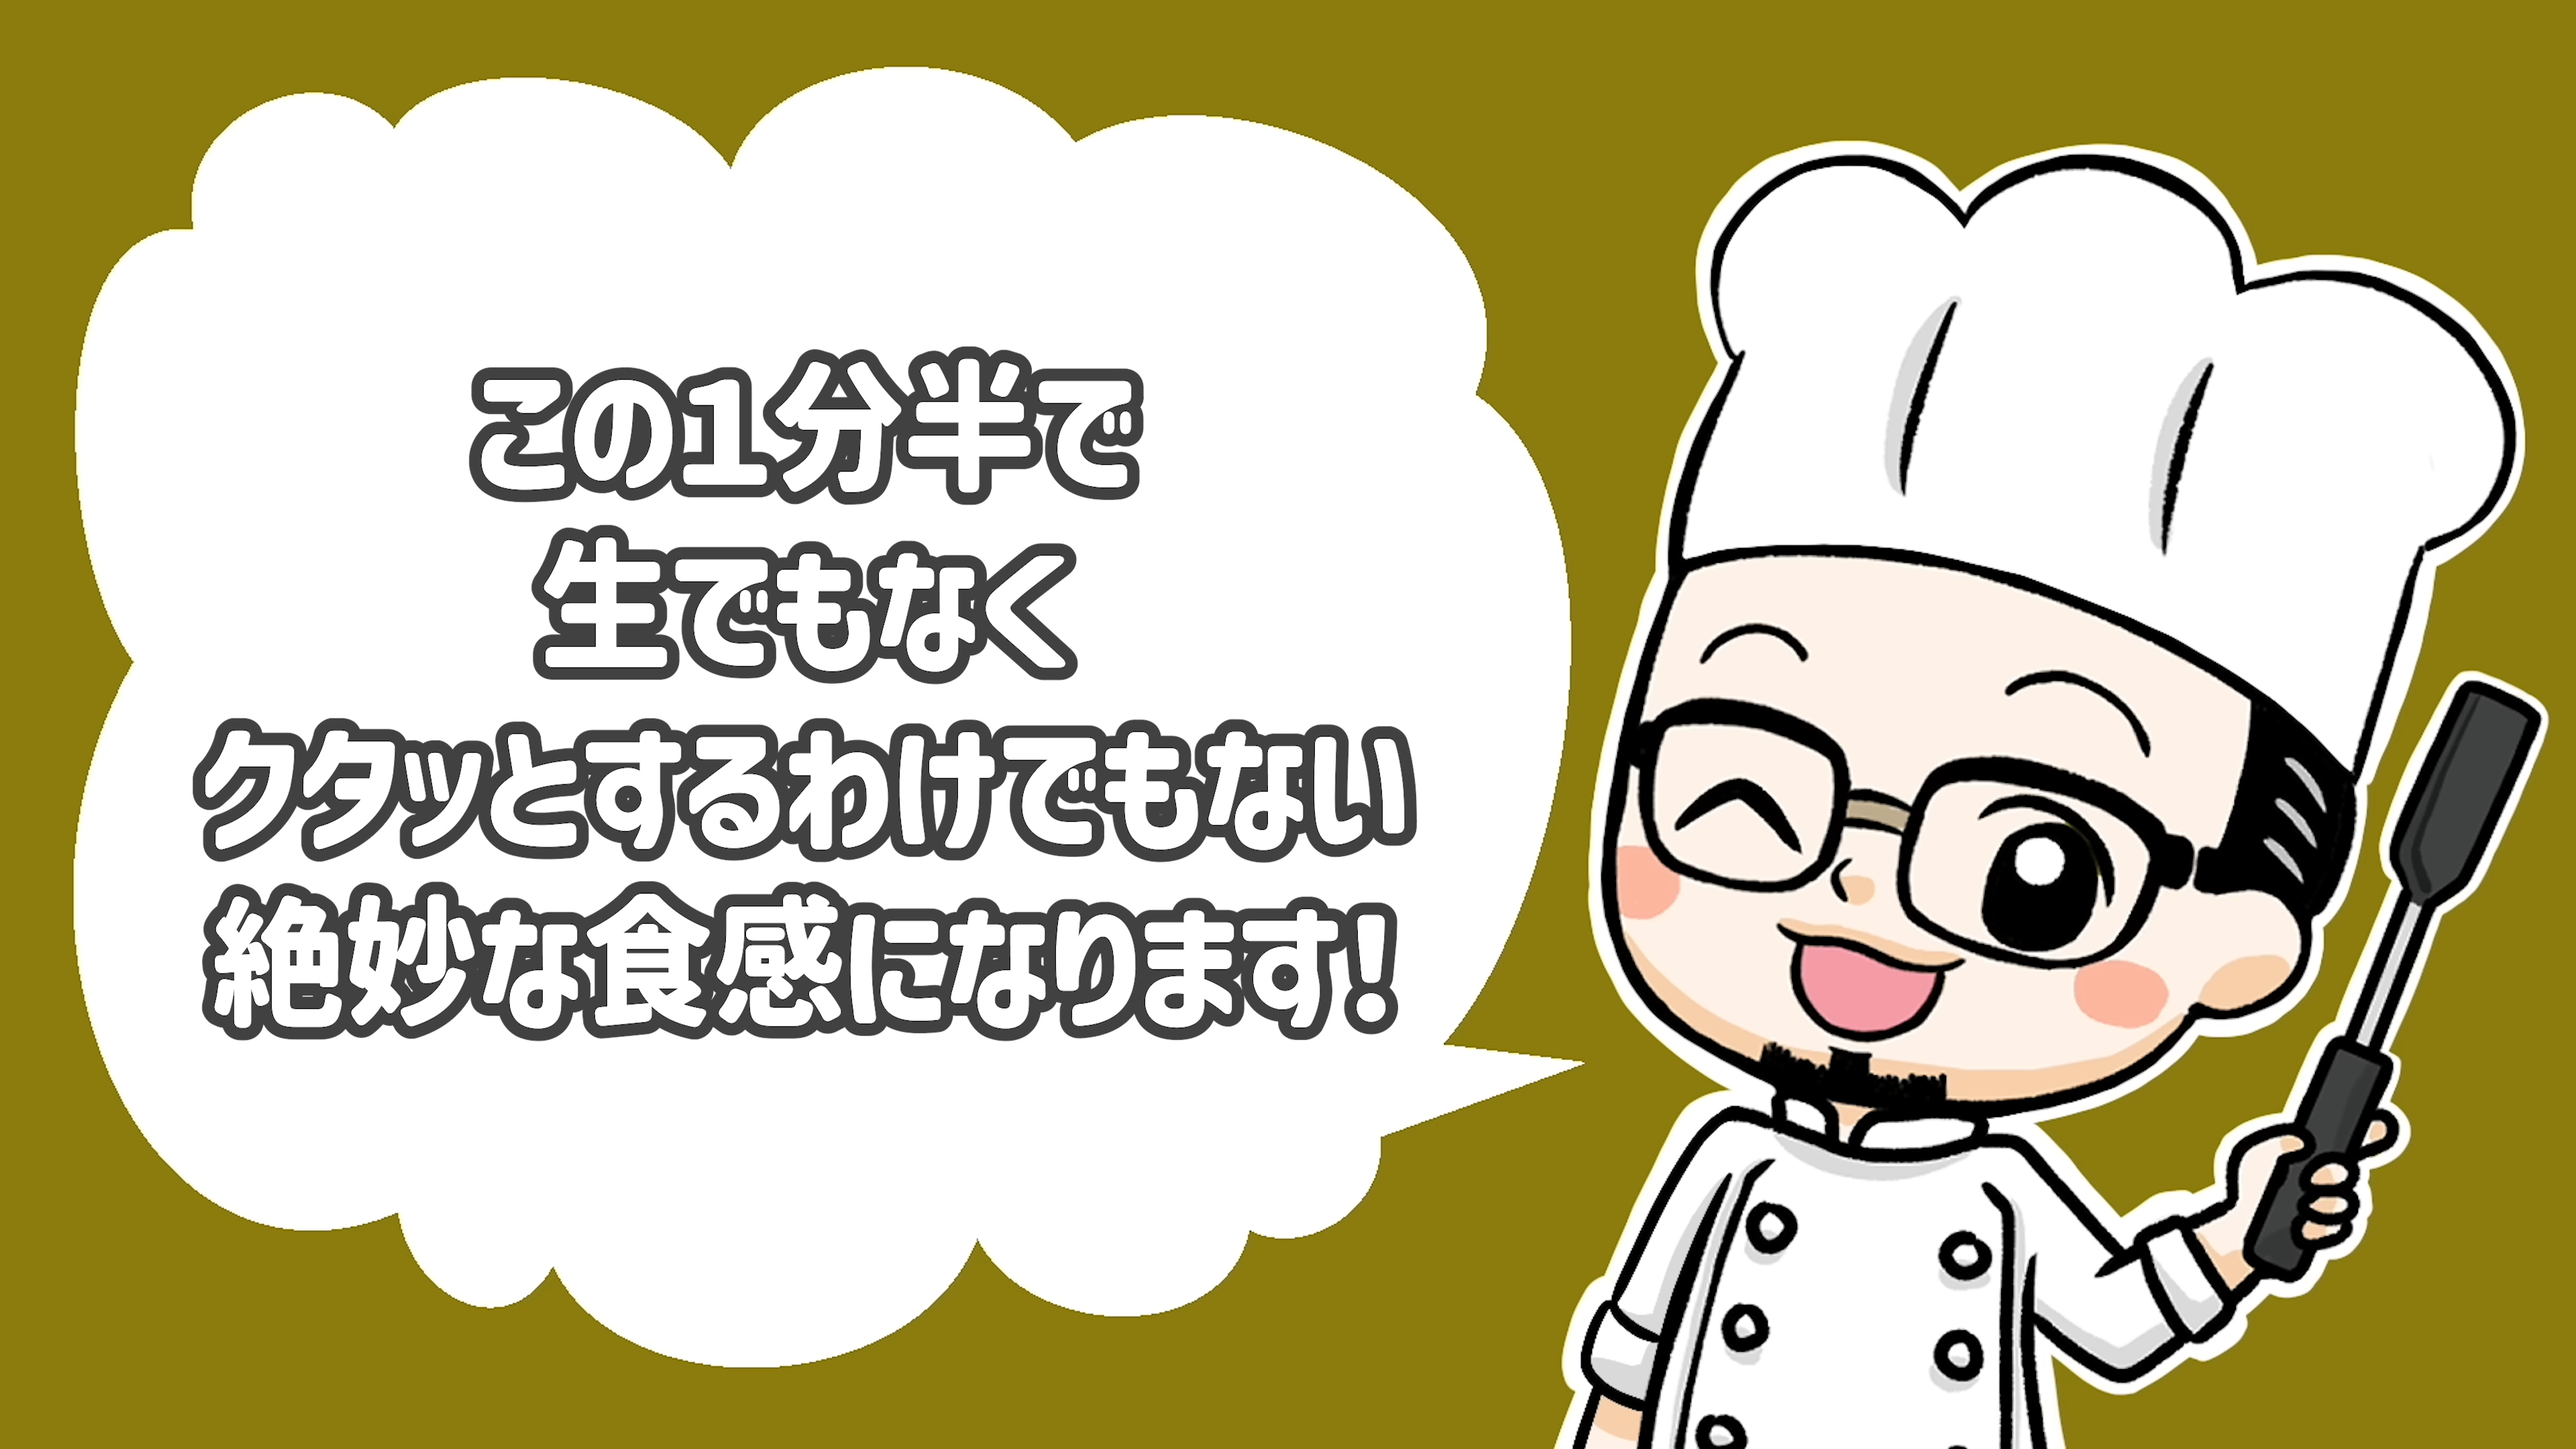 この1分半で
生でもなく
クタッとするわけでもない
絶妙な食感になります!